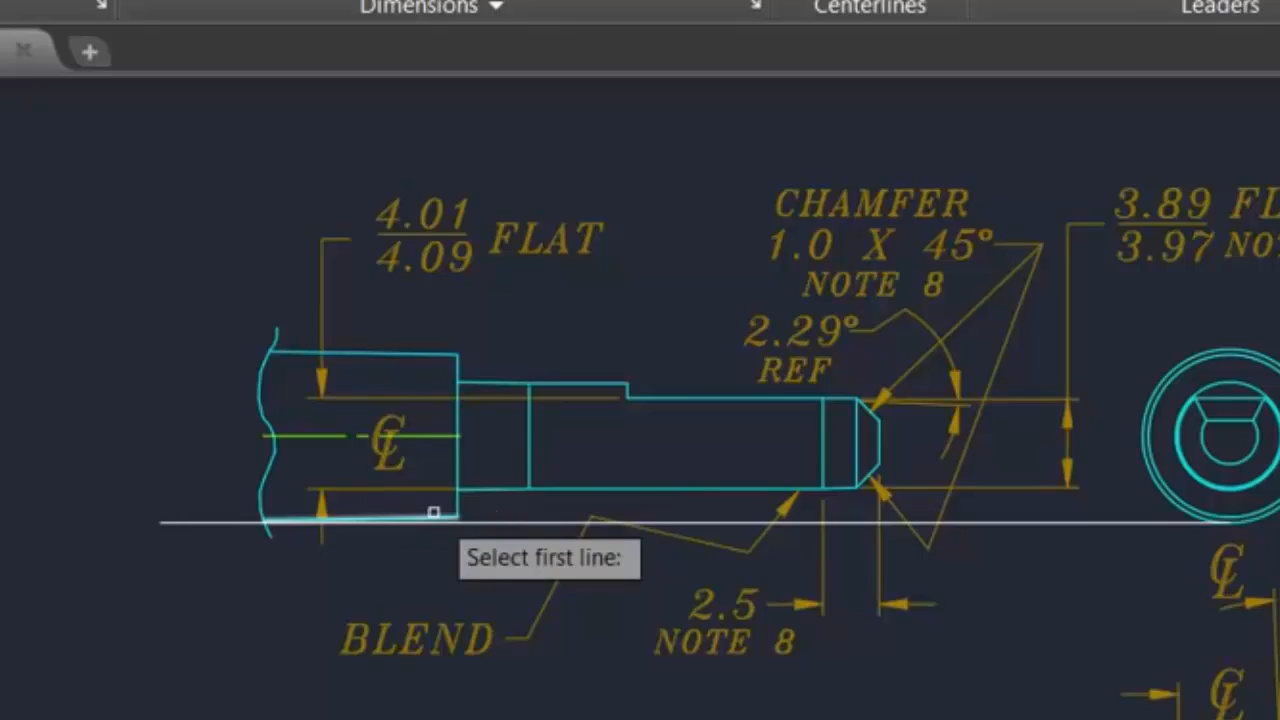 Dimensions
Centerlines
Leaders
4.01
4.09
FLAT
CHAMFER
1.0 X 45°
NOTE 8
2.29°
REF
3.89
3.97
℄
Select first line:
BLEND
2.5
NOTE 8
℄
℄